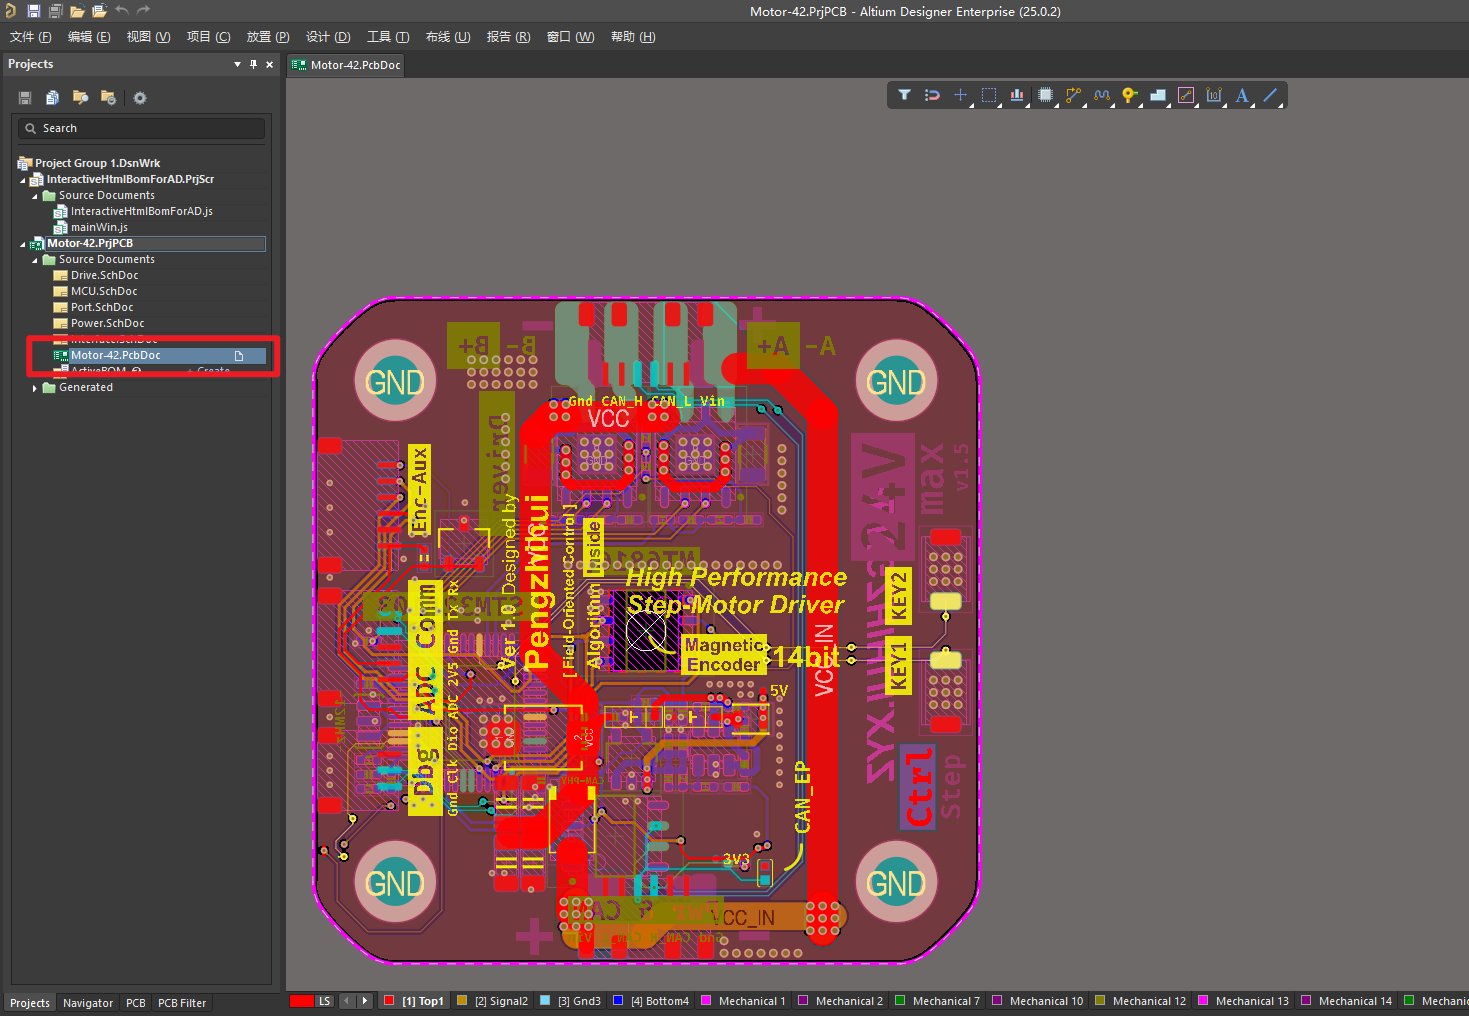 Motor-42.PrjPCB - Altium Designer Enterprise (25.0.2)
文件 (F) 编辑 (E) 视图 (V) 项目 (C) 放置 (P) 设计 (D) 工具 (T) 布线 (U) 报告 (R) 窗口 (W) 帮助 (H)
Projects
Motor-42.PcbDoc
Search
Project Group 1.DsnWrk
InteractiveHtmlBomForAD.PrjScr
Source Documents
InteractiveHtmlBomForAD.js
mainWin.js
Motor-42.PrjPCB
Source Documents
Drive.SchDoc
MCU.SchDoc
Port.SchDoc
Power.SchDoc
Interface.SchDoc
Motor-42.PcbDoc
ActiveBOM
Create
Generated
B+ B-
A+ A-
GND
GND
Gnd CAN_H CAN_L Vin
VCC
Driver
Enc-Aux
24V
max
v1.5
Ver 1.0 Designed by
Pengzhihui
[ Field-Oriented Control ]
Algorithm Inside
High Performance
Step-Motor Driver
Magnetic
Encoder
14bit
KEY2
KEY1
VCC_IN
ADC Comm
ADC 2V5 Gnd Tx Rx
Dbg
Gnd Clk Dio
5V
VCC
CAN_EP
3V3
Ctrl
Step
GND
GND
VCC_IN
Projects Navigator PCB PCB Filter
LS [1] Top1 [2] Signal2 [3] Gnd3 [4] Bottom4 Mechanical 1 Mechanical 2 Mechanical 7 Mechanical 10 Mechanical 12 Mechanical 13 Mechanical 14